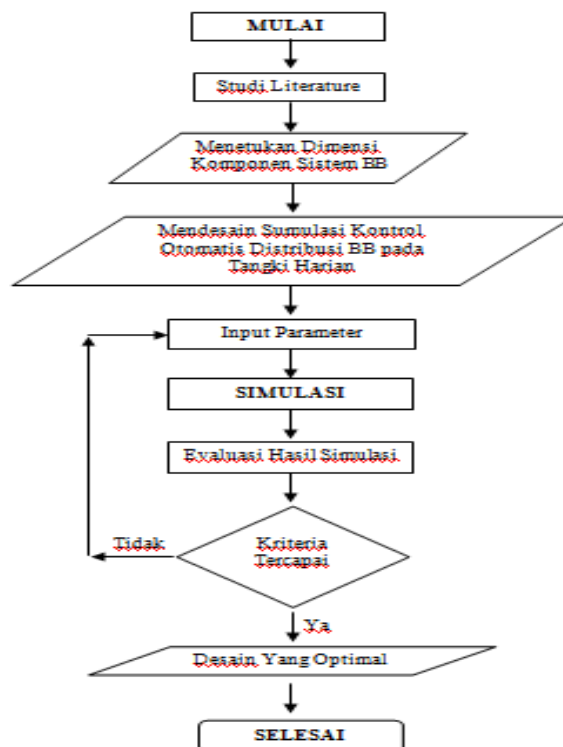 MULAI
Studi Literature
Menetukan Dimensi
Komponen Sistem BB
Mendesain Sumulasi Kontrol
Otomatis Distribusi BB pada
Tangki Harian
Input Parameter
SIMULASI
Evaluasi Hasil Simulasi
Tidak
Kriteria
Tercapai
Ya
Desain Yang Optimal
SELESAI